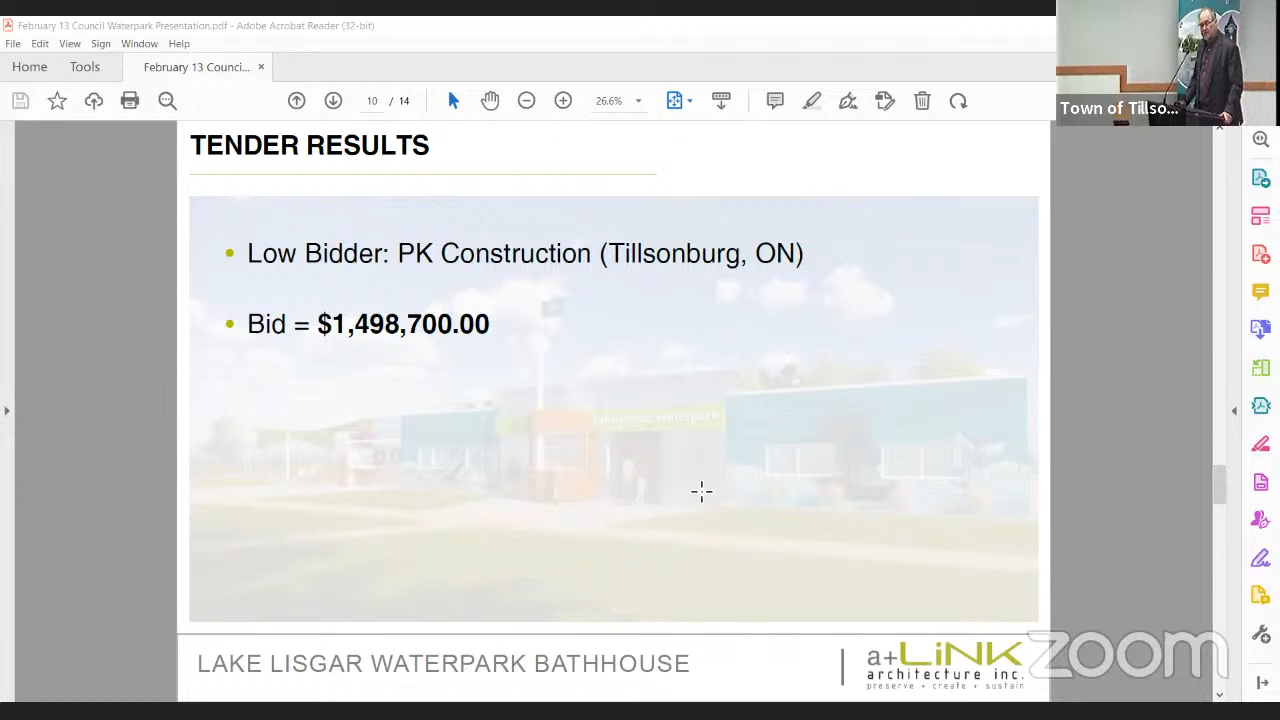 February 13 Council Waterpark Presentation.pdf - Adobe Acrobat Reader (32-bit)
File Edit View Sign Window Help
Home Tools February 13 Counci... ×
10 / 14 26.6%
Town of Tillso...
TENDER RESULTS
• Low Bidder: PK Construction (Tillsonburg, ON)
• Bid = $1,498,700.00
LAKE LISGAR WATERPARK BATHHOUSE
a+LiNK
architecture inc.
preserve + create + sustain
zoom